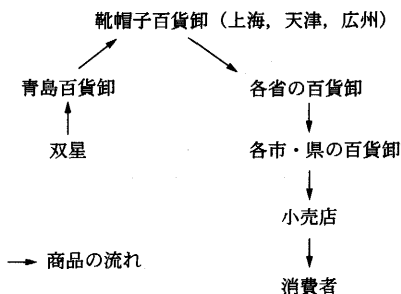 靴帽子百貨卸（上海，天津，広州）
青島百貨卸
各省の百貨卸
双星
各市・県の百貨卸
小売店
→ 商品の流れ
消費者